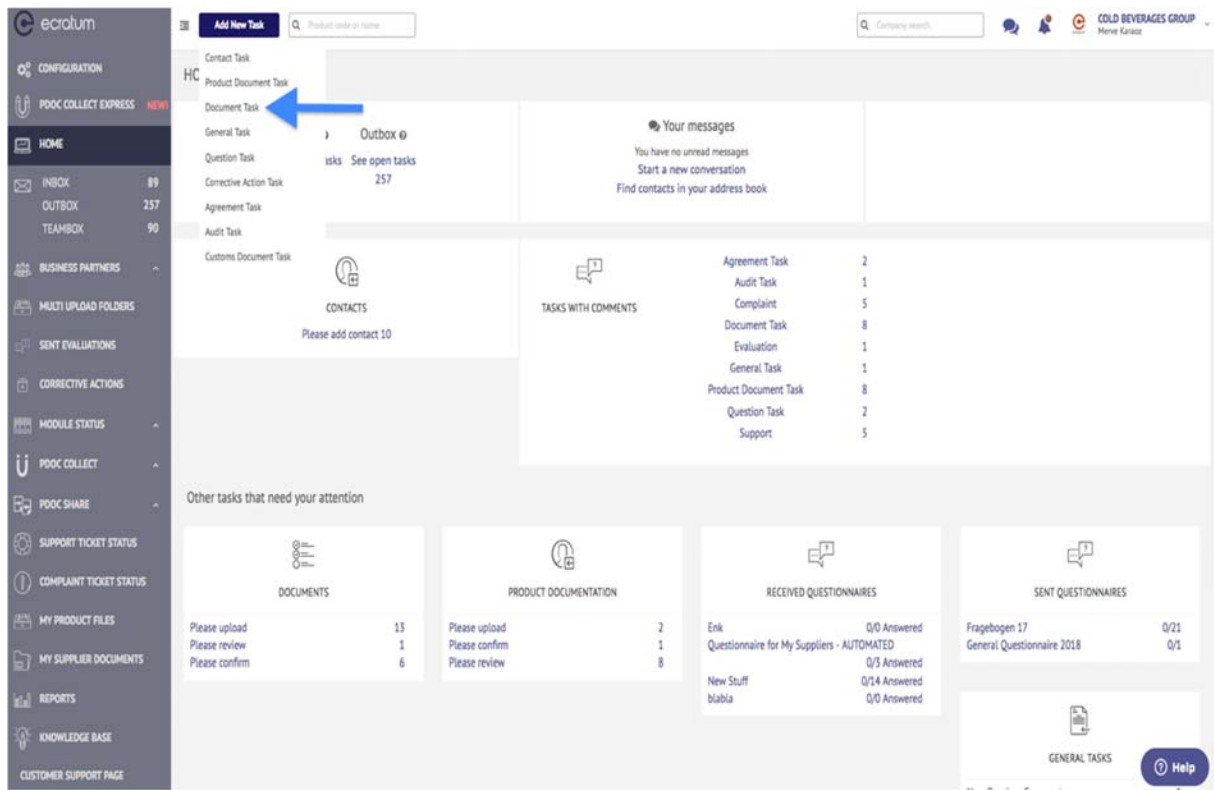 ecratum
Add New Task
Product code or name
Company search
COLD BEVERAGES GROUP
Merve Karaoz
CONFIGURATION
PDOC COLLECT EXPRESS NEW!
HOME
INBOX 89
OUTBOX 257
TEAMBOX 90
BUSINESS PARTNERS
MULTI UPLOAD FOLDERS
SENT EVALUATIONS
CORRECTIVE ACTIONS
MODULE STATUS
PDOC COLLECT
PDOC SHARE
SUPPORT TICKET STATUS
COMPLAINT TICKET STATUS
MY PRODUCT FILES
MY SUPPLIER DOCUMENTS
REPORTS
KNOWLEDGE BASE
CUSTOMER SUPPORT PAGE
Contact Task
Product Document Task
Document Task
General Task
Question Task
Corrective Action Task
Agreement Task
Audit Task
Customs Document Task
HO
Outbox
asks See open tasks
257
Your messages
You have no unread messages
Start a new conversation
Find contacts in your address book
CONTACTS
Please add contact 10
TASKS WITH COMMENTS
Agreement Task 2
Audit Task 1
Complaint 5
Document Task 8
Evaluation 1
General Task 1
Product Document Task 8
Question Task 2
Support 5
Other tasks that need your attention
DOCUMENTS
Please upload 13
Please review 1
Please confirm 6
PRODUCT DOCUMENTATION
Please upload 2
Please confirm 1
Please review 8
RECEIVED QUESTIONNAIRES
Enk 0/0 Answered
Questionnaire for My Suppliers - AUTOMATED
0/3 Answered
New Stuff 0/14 Answered
blabla 0/0 Answered
SENT QUESTIONNAIRES
Fragebogen 17 0/21
General Questionnaire 2018 0/1
GENERAL TASKS
Help